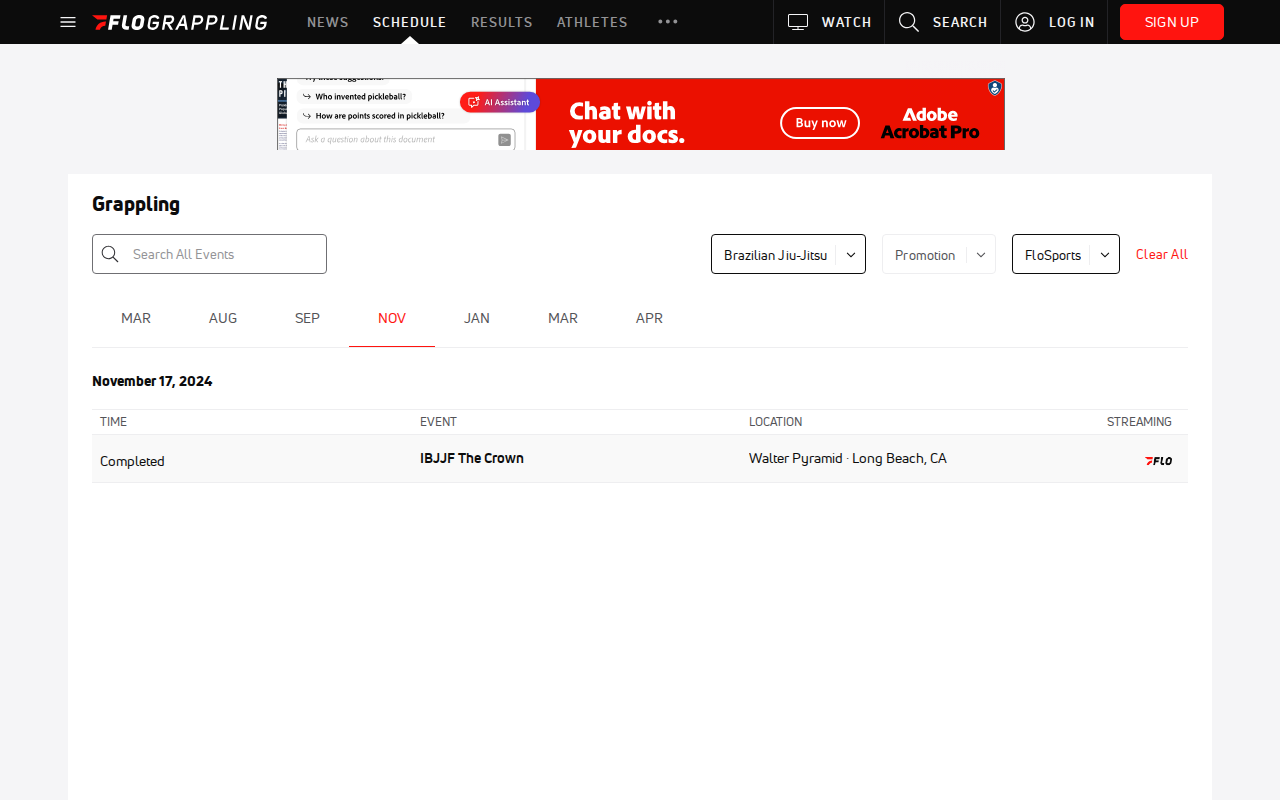 FLOGRAPPLING NEWS SCHEDULE RESULTS ATHLETES WATCH SEARCH LOG IN SIGN UP
Who invented pickleball?
How are points scored in pickleball?
Ask a question about this document
AI Assistant
Chat with
your docs.
Buy now
Adobe
Acrobat Pro
Grappling
Search All Events
Brazilian Jiu-Jitsu
Promotion
FloSports
Clear All
MAR AUG SEP NOV JAN MAR APR
November 17, 2024
TIME EVENT LOCATION STREAMING
Completed IBJJF The Crown Walter Pyramid · Long Beach, CA FLO